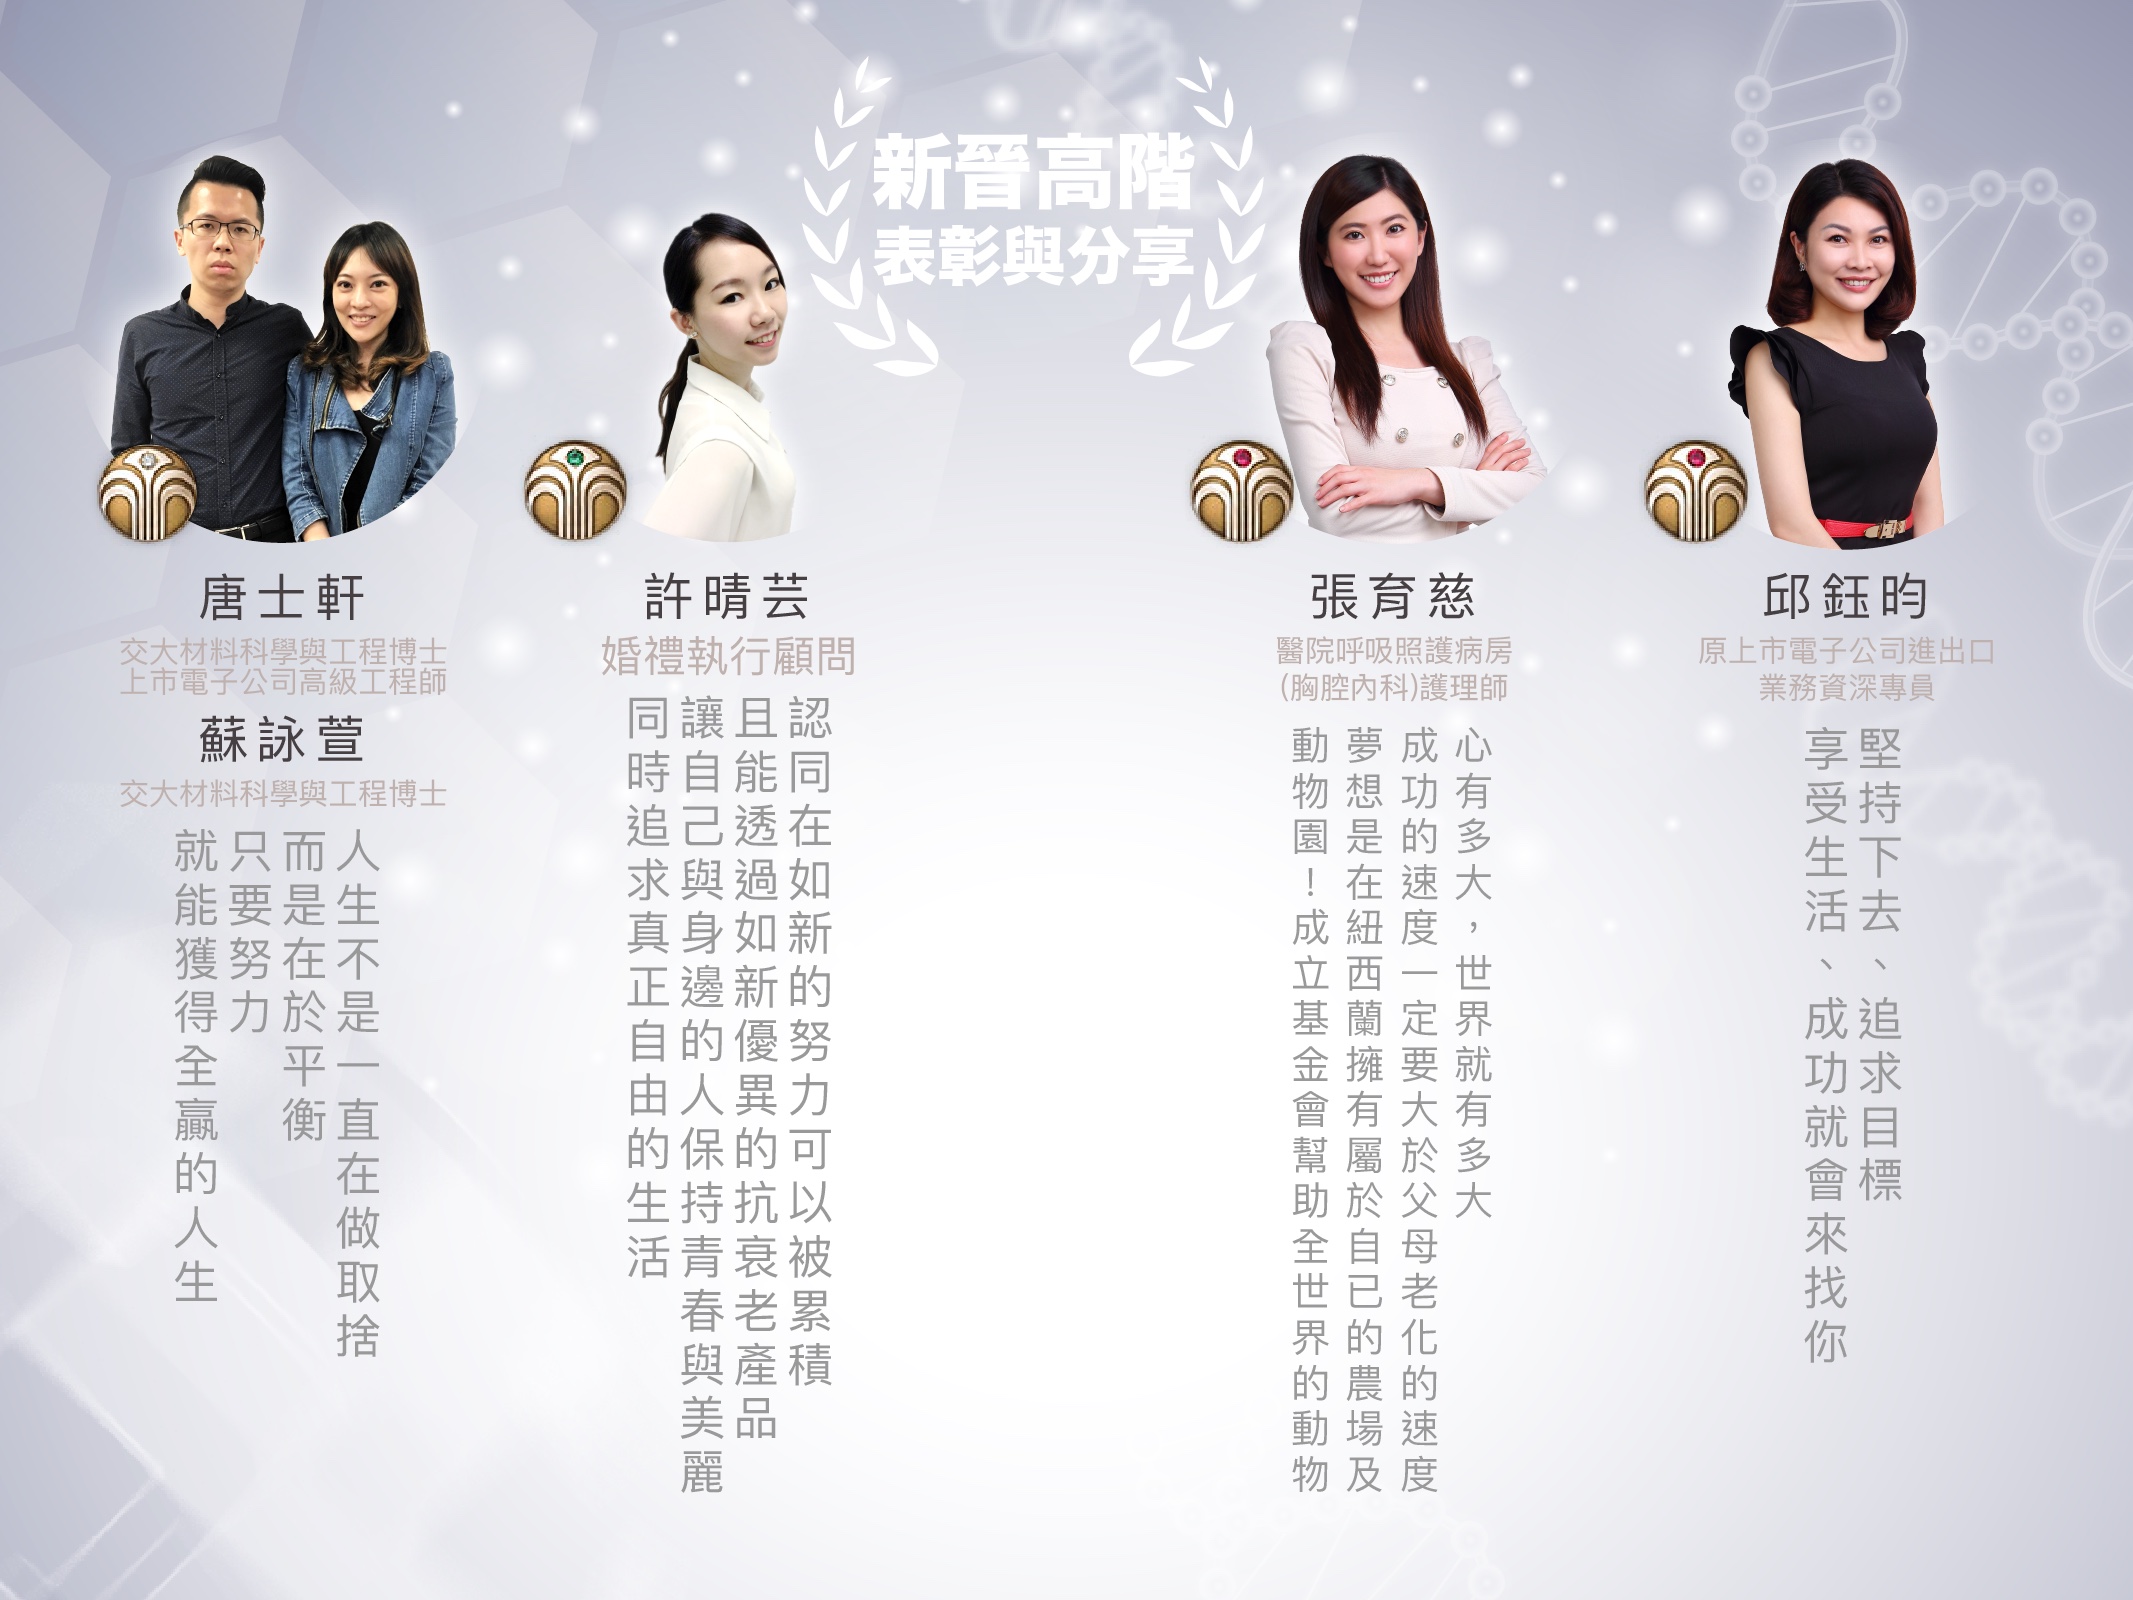 新晉高階
表彰與分享
唐士軒
交大材料科學與工程博士
上市電子公司高級工程師
蘇詠萱
交大材料科學與工程博士
人生不是一直在做取捨
而是在於平衡
只要努力
就能獲得全贏的人生
許晴芸
婚禮執行顧問
認同在如新的努力可以被累積
且能透過如新優異的抗衰老產品
讓自己與身邊的人保持青春與美麗
同時追求真正自由的生活
張育慈
醫院呼吸照護病房
(胸腔內科)護理師
心有多大，世界就有多大
成功的速度一定要大於父母老化的速度
夢想是在紐西蘭擁有屬於自已的農場及
動物園！成立基金會幫助全世界的動物
邱鈺昀
原上市電子公司進出口
業務資深專員
堅持下去、追求目標
享受生活、成功就會來找你